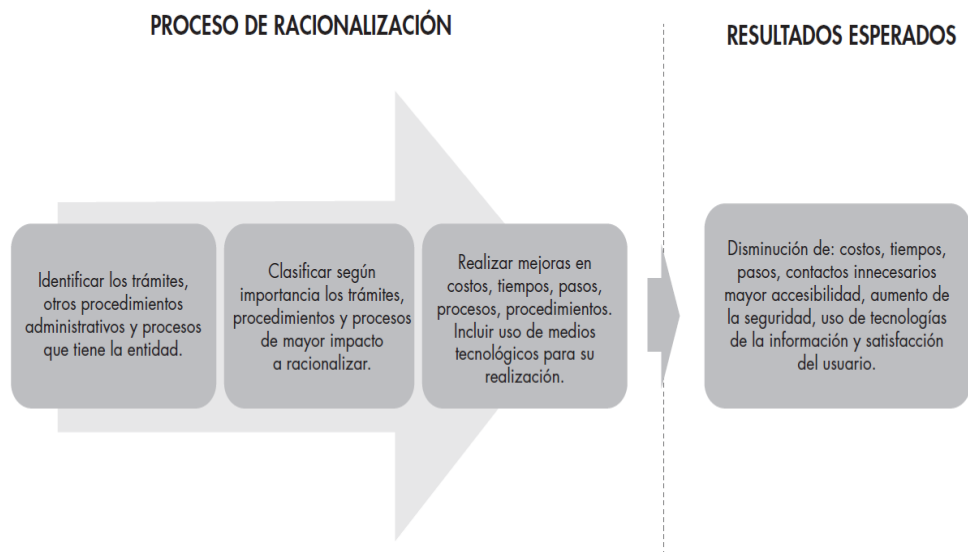 PROCESO DE RACIONALIZACIÓN
RESULTADOS ESPERADOS
Identificar los trámites,
otros procedimientos
administrativos y procesos
que tiene la entidad.
Clasificar según
importancia los trámites,
procedimientos y procesos
de mayor impacto
a racionalizar.
Realizar mejoras en
costos, tiempos, pasos,
procesos, procedimientos.
Incluir uso de medios
tecnológicos para su
realización.
Disminución de: costos, tiempos,
pasos, contactos innecesarios
mayor accesibilidad, aumento de
la seguridad, uso de tecnologías
de la información y satisfacción
del usuario.